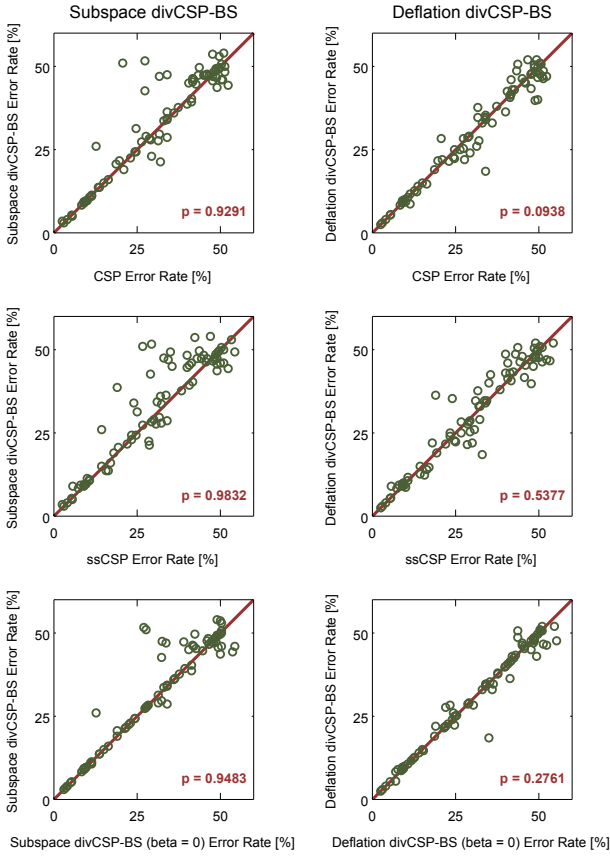 Subspace divCSP-BS
Deflation divCSP-BS
Subspace divCSP-BS Error Rate [%]
50
25
0
p = 0.9291
0
25
50
CSP Error Rate [%]
Deflation divCSP-BS Error Rate [%]
50
25
0
p = 0.0938
0
25
50
CSP Error Rate [%]
Subspace divCSP-BS Error Rate [%]
50
25
0
p = 0.9832
0
25
50
ssCSP Error Rate [%]
Deflation divCSP-BS Error Rate [%]
50
25
0
p = 0.5377
0
25
50
ssCSP Error Rate [%]
Subspace divCSP-BS Error Rate [%]
50
25
0
p = 0.9483
0
25
50
Subspace divCSP-BS (beta = 0) Error Rate [%]
Deflation divCSP-BS Error Rate [%]
50
25
0
p = 0.2761
0
25
50
Deflation divCSP-BS (beta = 0) Error Rate [%]